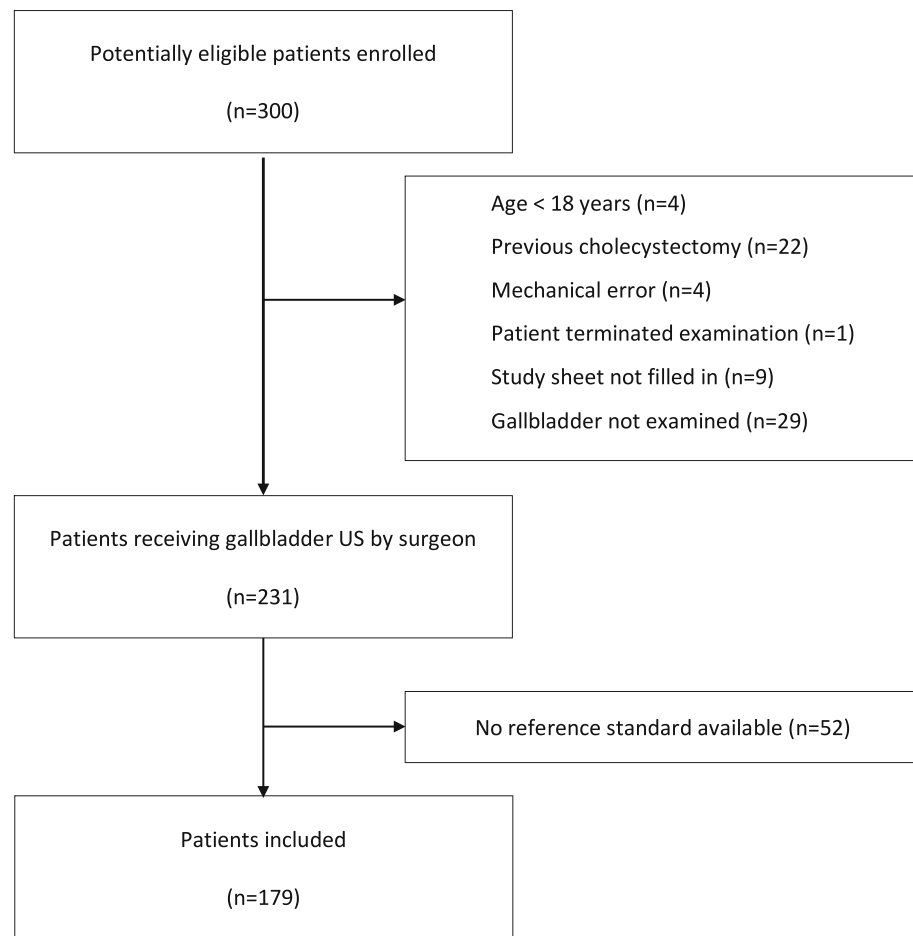 Potentially eligible patients enrolled
(n=300)
Age < 18 years (n=4)
Previous cholecystectomy (n=22)
Mechanical error (n=4)
Patient terminated examination (n=1)
Study sheet not filled in (n=9)
Gallbladder not examined (n=29)
Patients receiving gallbladder US by surgeon
(n=231)
No reference standard available (n=52)
Patients included
(n=179)